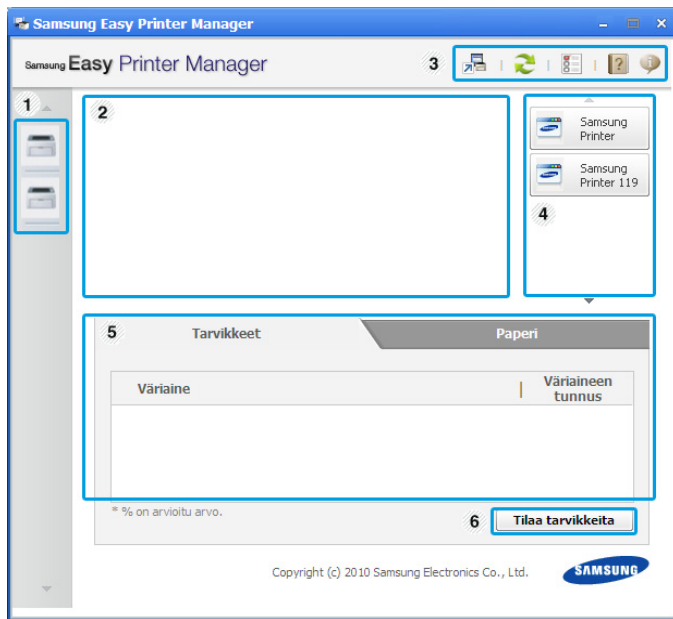 Samsung Easy Printer Manager
Samsung Easy Printer Manager
3
1
2
Samsung
Printer
Samsung
Printer 119
4
5 Tarvikkeet Paperi
Väriaine Väriaineen
tunnus
* % on arvioitu arvo.
6 Tilaa tarvikkeita
Copyright (c) 2010 Samsung Electronics Co., Ltd.
SAMSUNG